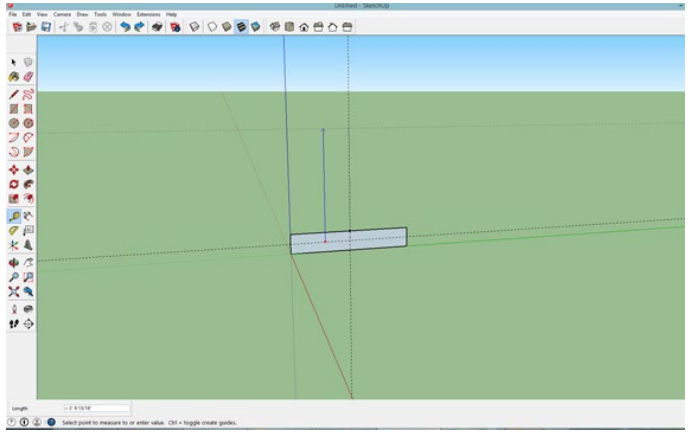 Untitled - SketchUp
File Edit View Camera Draw Tools Window Extensions Help
Length
Select point to measure to or enter value. Ctrl = toggle create guides.